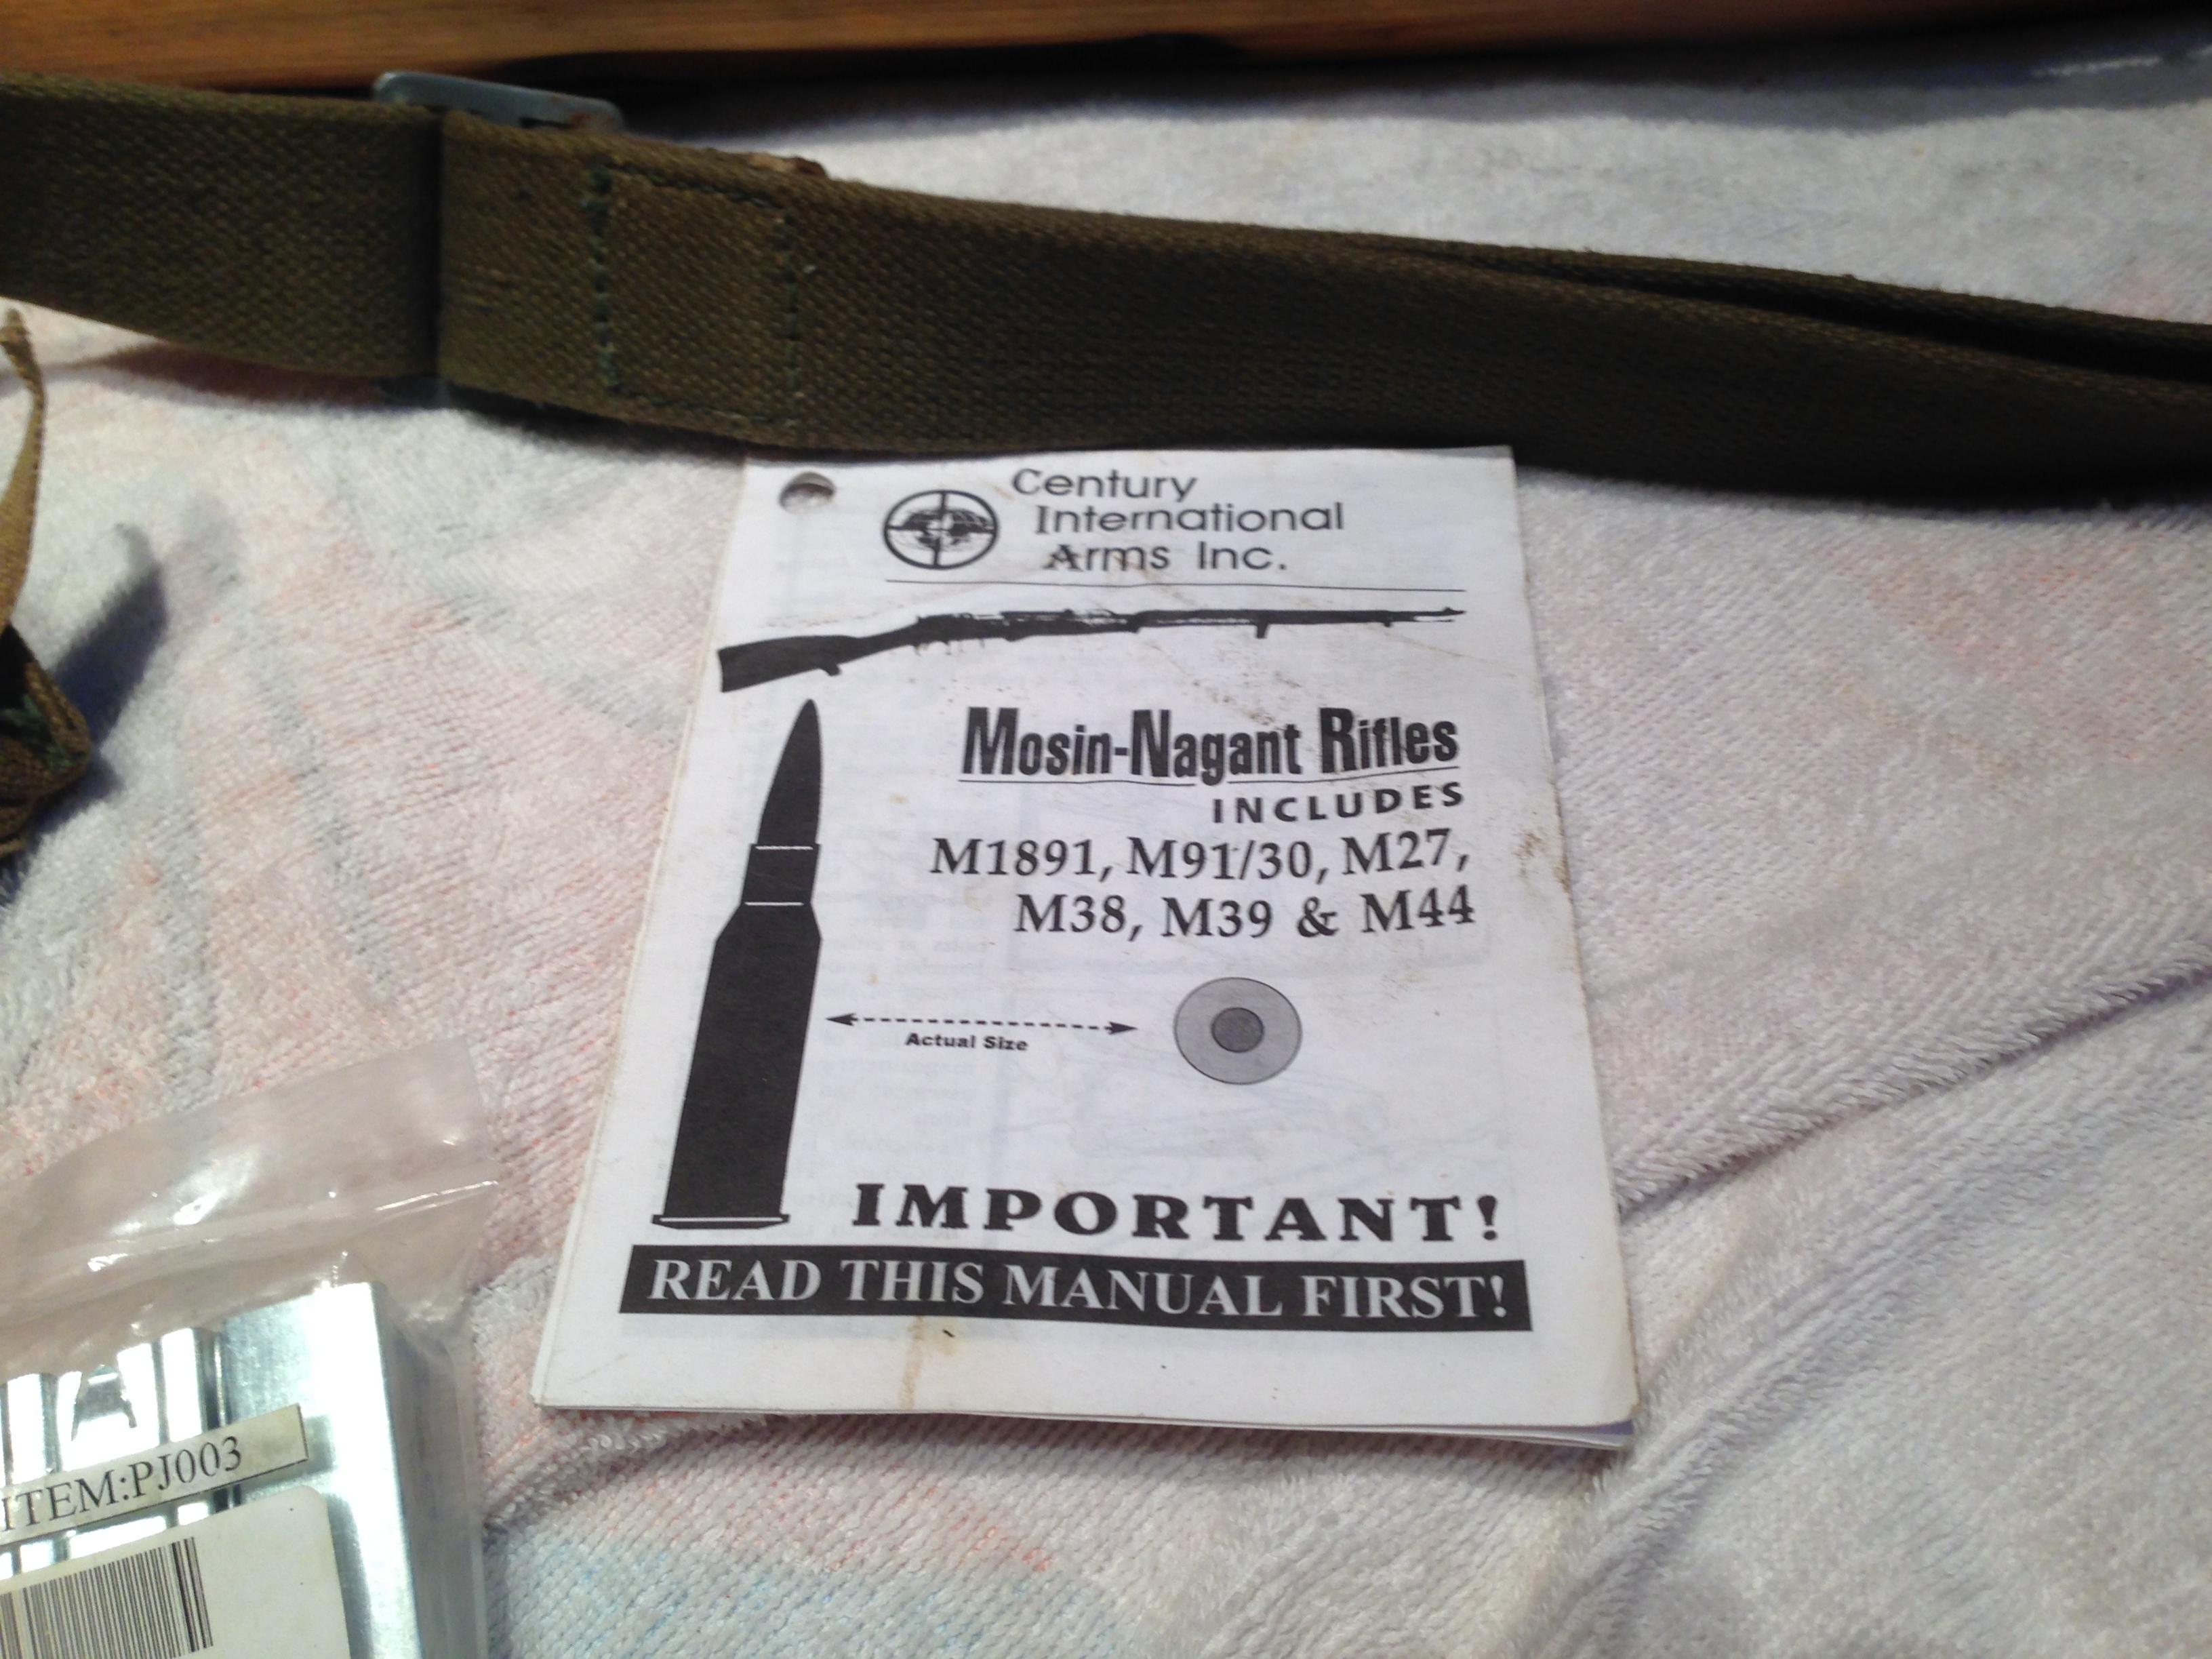 Century
International
Arms Inc.
Mosin-Nagant Rifles
INCLUDES
M1891, M91/30, M27,
M38, M39 & M44
Actual Size
IMPORTANT!
READ THIS MANUAL FIRST!
ITEM:PJ003